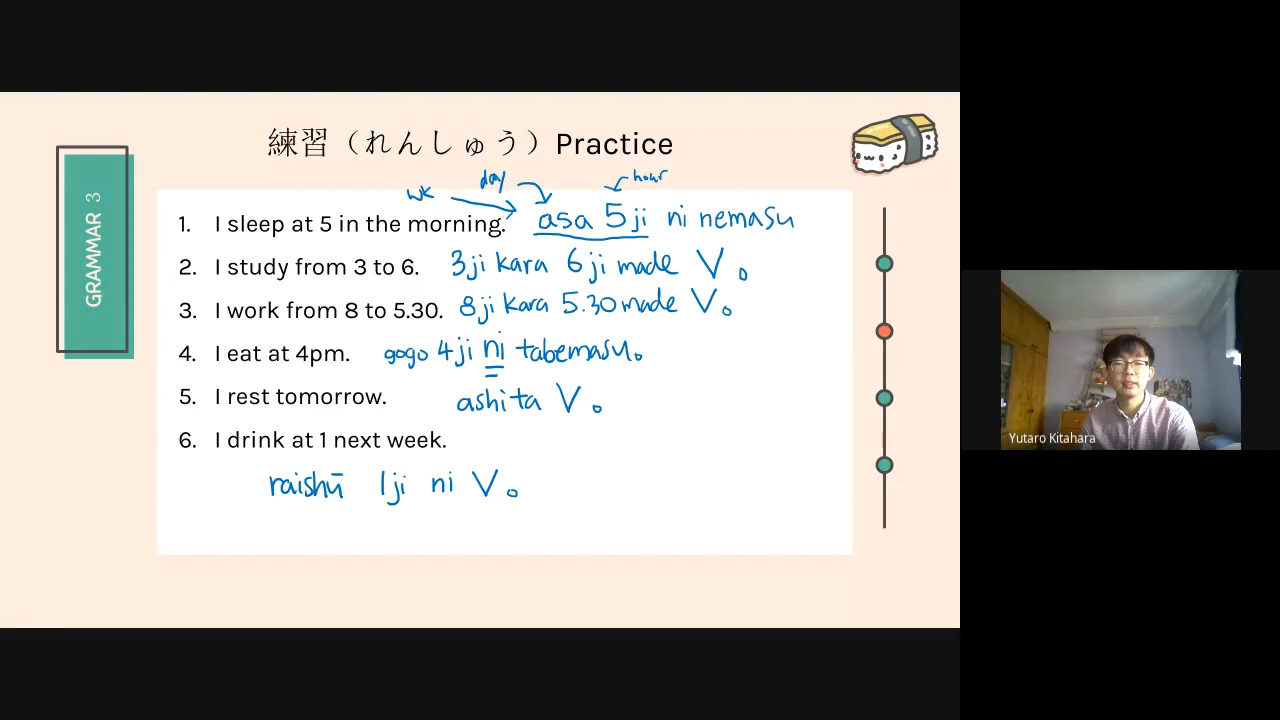 練習（れんしゅう）Practice
GRAMMAR 3
wk day hour
1. I sleep at 5 in the morning. asa 5ji ni nemasu
2. I study from 3 to 6. 3ji kara 6ji made V。
3. I work from 8 to 5.30. 8ji kara 5.30 made V。
4. I eat at 4pm. gogo 4ji ni tabemasu。
5. I rest tomorrow. ashita V。
6. I drink at 1 next week.
raishū 1ji ni V。
Yutaro Kitahara